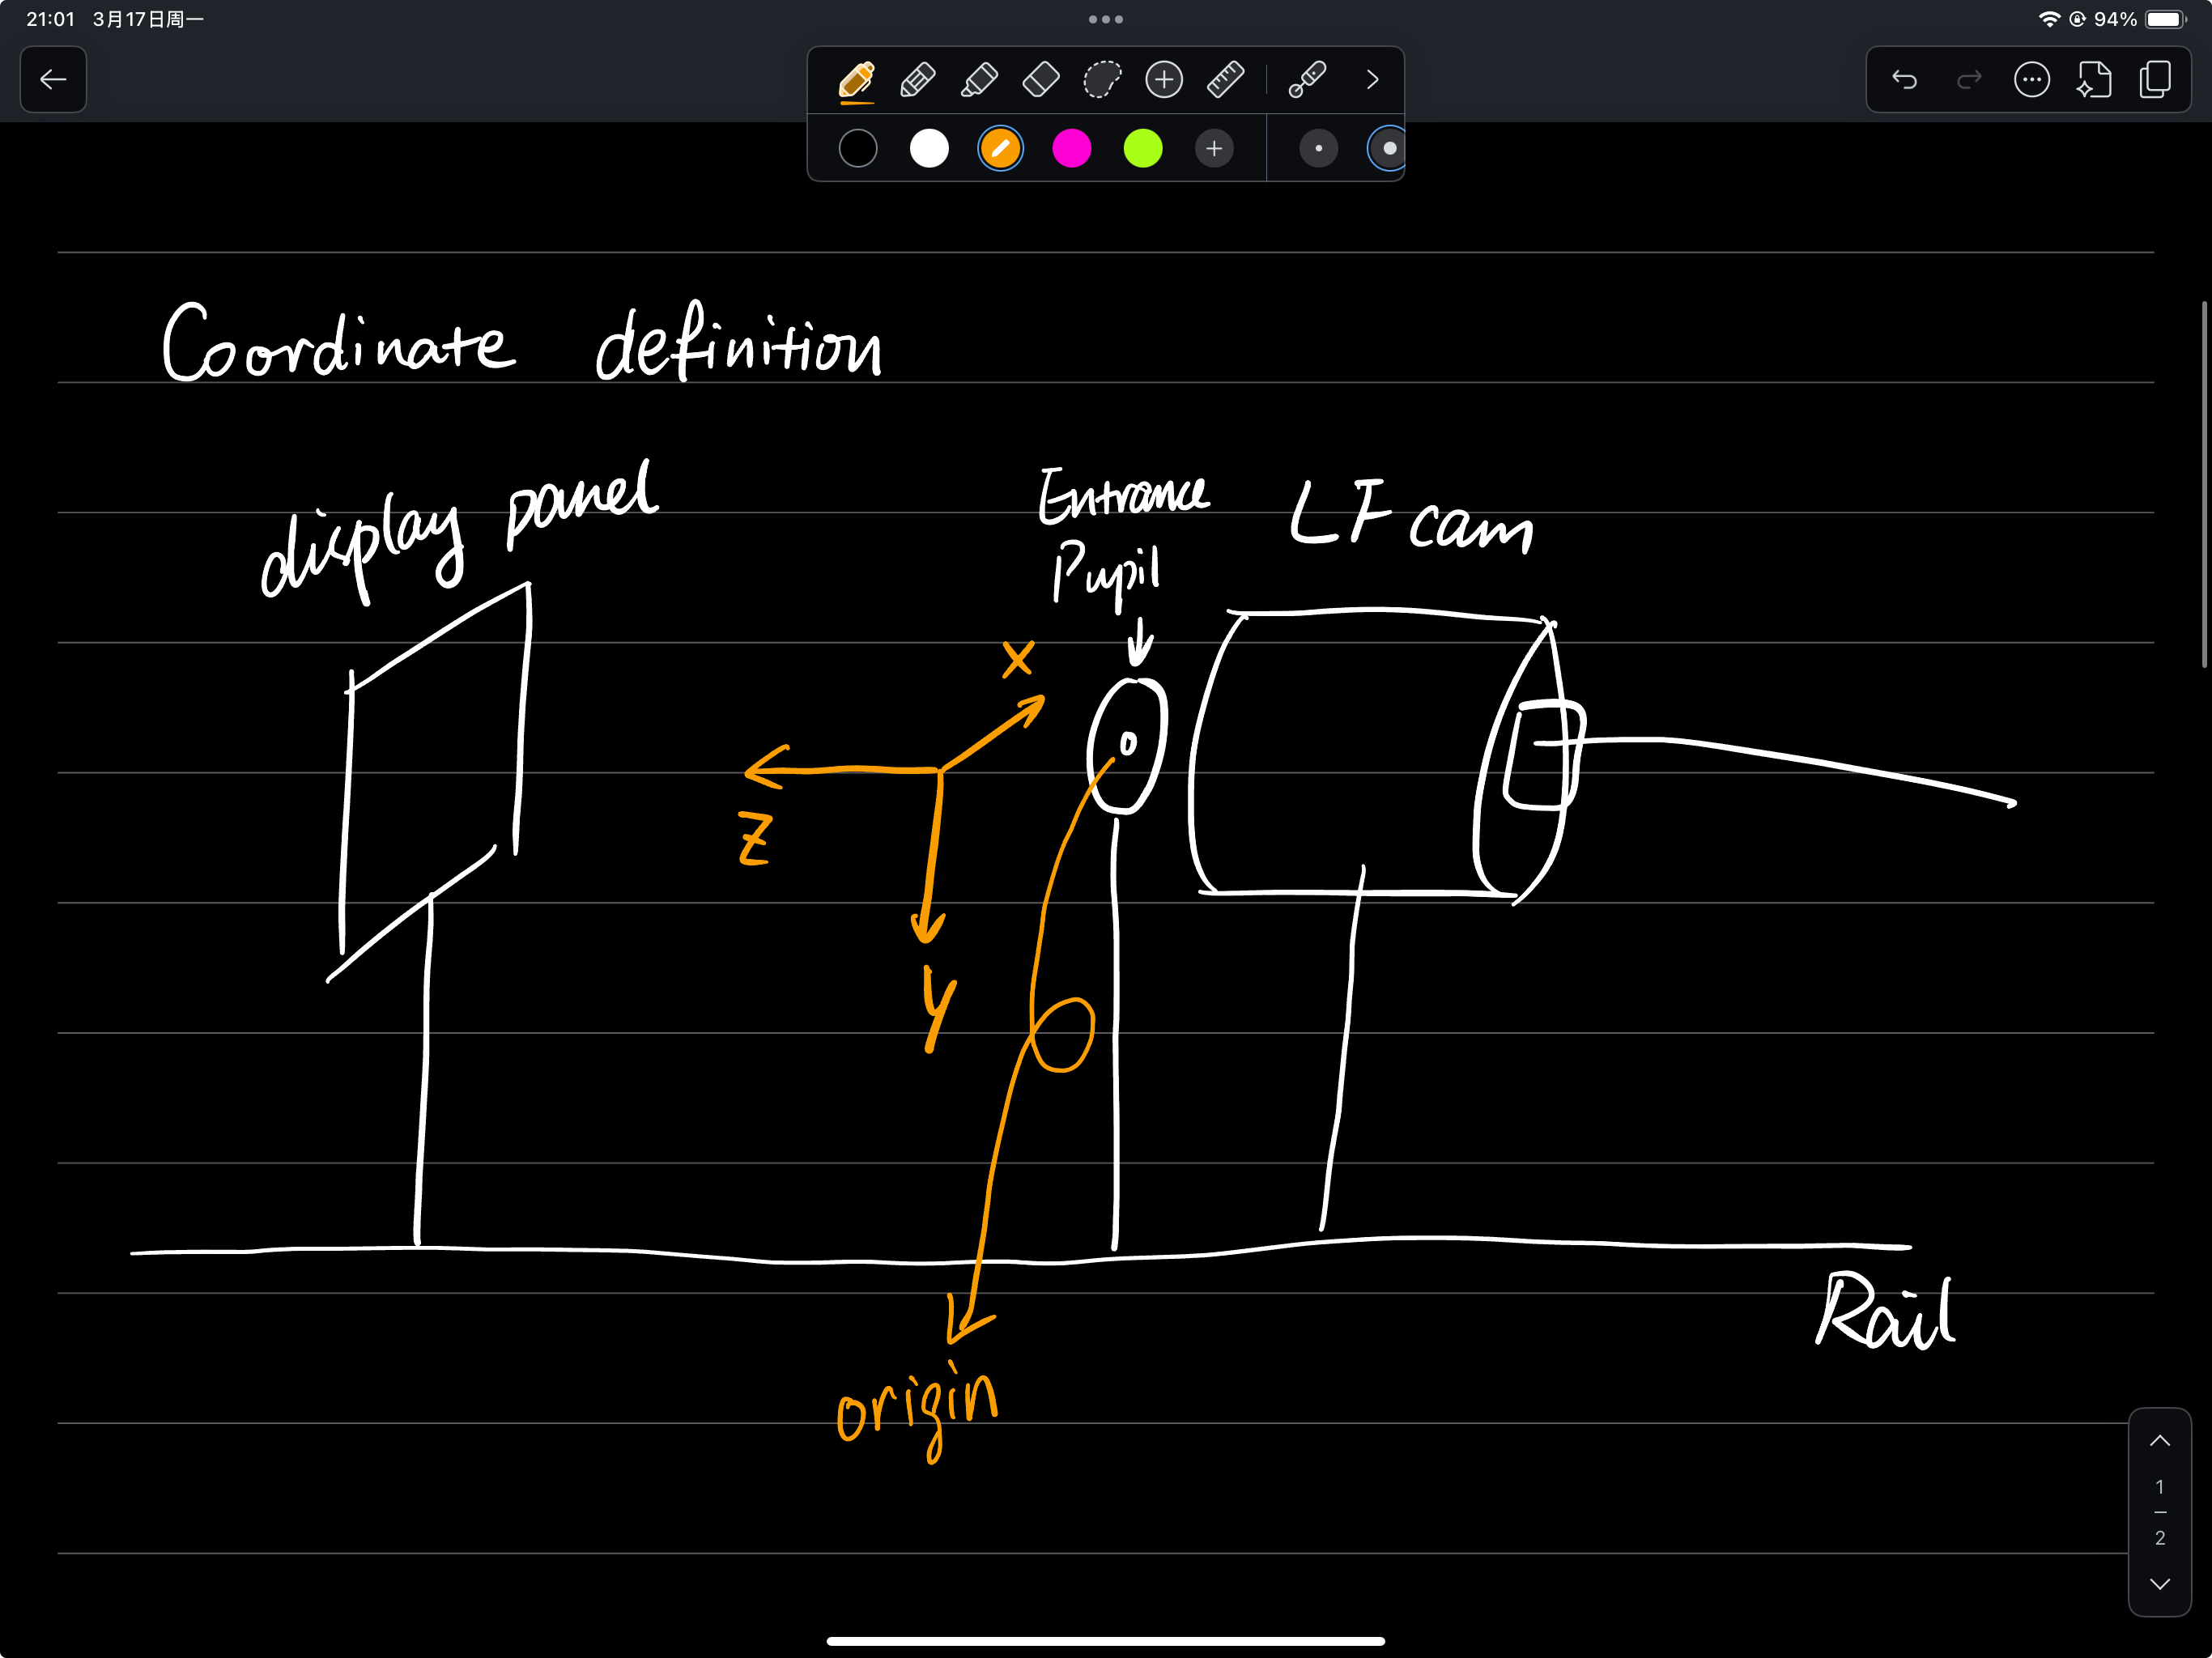 21:01 3月17日周一
94%
Coordinate definition
display panel
Entrance
Pupil
LF cam
x
z
y
origin
Rail
1
2